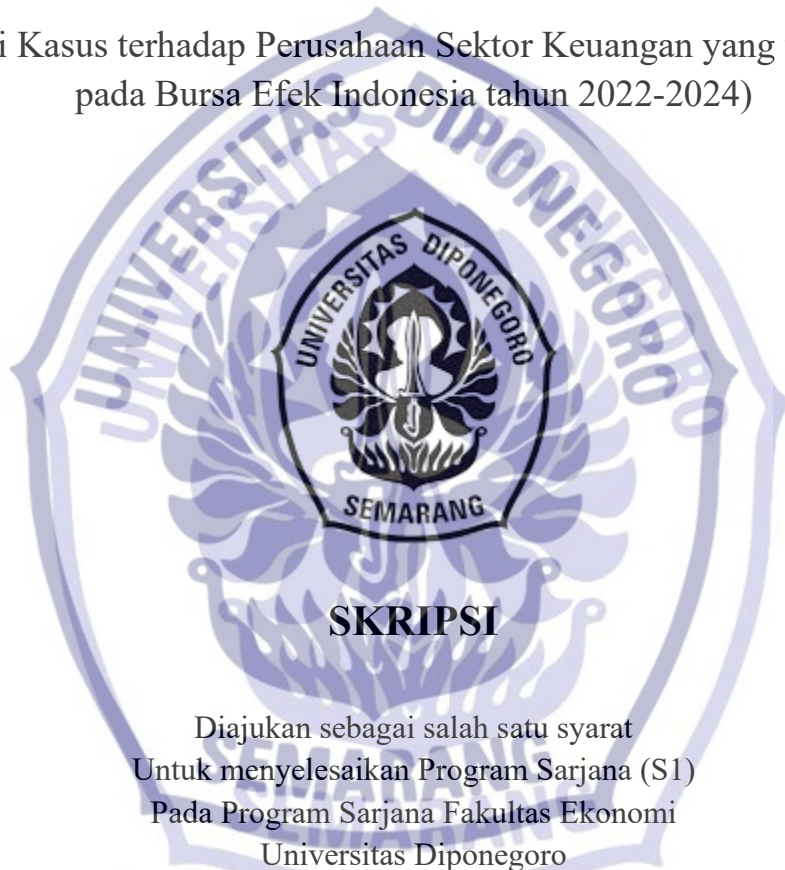 i Kasus terhadap Perusahaan Sektor Keuangan yang
pada Bursa Efek Indonesia tahun 2022-2024)
UNIVERSITAS DIPONEGORO
SEMARANG
UNIVERSITAS DIPONEGORO
SEMARANG
SKRIPSI
Diajukan sebagai salah satu syarat
Untuk menyelesaikan Program Sarjana (S1)
Pada Program Sarjana Fakultas Ekonomi
Universitas Diponegoro